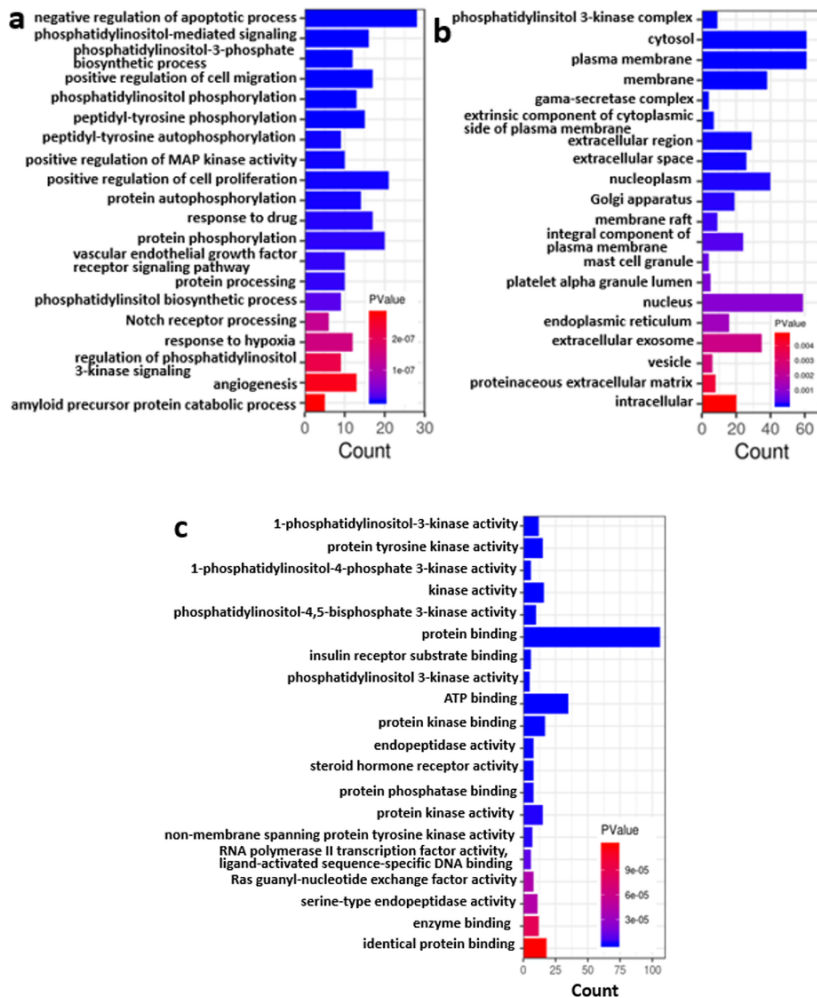 a
negative regulation of apoptotic process
phosphatidylinositol-mediated signaling
phosphatidylinositol-3-phosphate
biosynthetic process
positive regulation of cell migration
phosphatidylinositol phosphorylation
peptidyl-tyrosine phosphorylation
peptidyl-tyrosine autophosphorylation
positive regulation of MAP kinase activity
positive regulation of cell proliferation
protein autophosphorylation
response to drug
protein phosphorylation
vascular endothelial growth factor
receptor signaling pathway
protein processing
phosphatidylinsitol biosynthetic process
Notch receptor processing
response to hypoxia
regulation of phosphatidylinositol
3-kinase signaling
angiogenesis
amyloid precursor protein catabolic process
PValue
2e-07
1e-07
0 10 20 30
Count
b
phosphatidylinsitol 3-kinase complex
cytosol
plasma membrane
membrane
gama-secretase complex
extrinsic component of cytoplasmic
side of plasma membrane
extracellular region
extracellular space
nucleoplasm
Golgi apparatus
membrane raft
integral component of
plasma membrane
mast cell granule
platelet alpha granule lumen
nucleus
endoplasmic reticulum
extracellular exosome
vesicle
proteinaceous extracellular matrix
intracellular
PValue
0.004
0.003
0.002
0.001
0 20 40 60
Count
c
1-phosphatidylinositol-3-kinase activity
protein tyrosine kinase activity
1-phosphatidylinositol-4-phosphate 3-kinase activity
kinase activity
phosphatidylinositol-4,5-bisphosphate 3-kinase activity
protein binding
insulin receptor substrate binding
phosphatidylinositol 3-kinase activity
ATP binding
protein kinase binding
endopeptidase activity
steroid hormone receptor activity
protein phosphatase binding
protein kinase activity
non-membrane spanning protein tyrosine kinase activity
RNA polymerase II transcription factor activity,
ligand-activated sequence-specific DNA binding
Ras guanyl-nucleotide exchange factor activity
serine-type endopeptidase activity
enzyme binding
identical protein binding
PValue
9e-05
6e-05
3e-05
0 25 50 75 100
Count